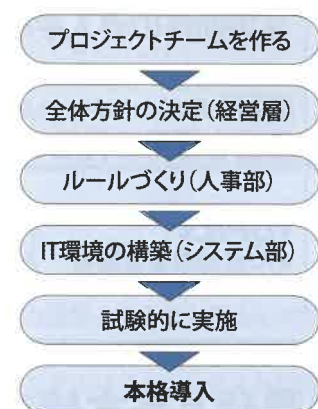 プロジェクトチームを作る
全体方針の決定(経営層)
ルールづくり(人事部)
IT環境の構築(システム部)
試験的に実施
本格導入